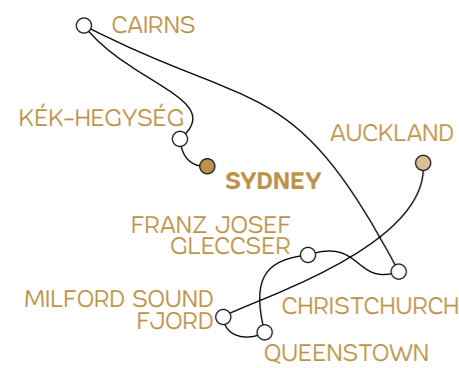 CAIRNS
KÉK-HEGYSÉG
AUCKLAND
SYDNEY
FRANZ JOSEF
GLECCSER
MILFORD SOUND
FJORD
CHRISTCHURCH
QUEENSTOWN